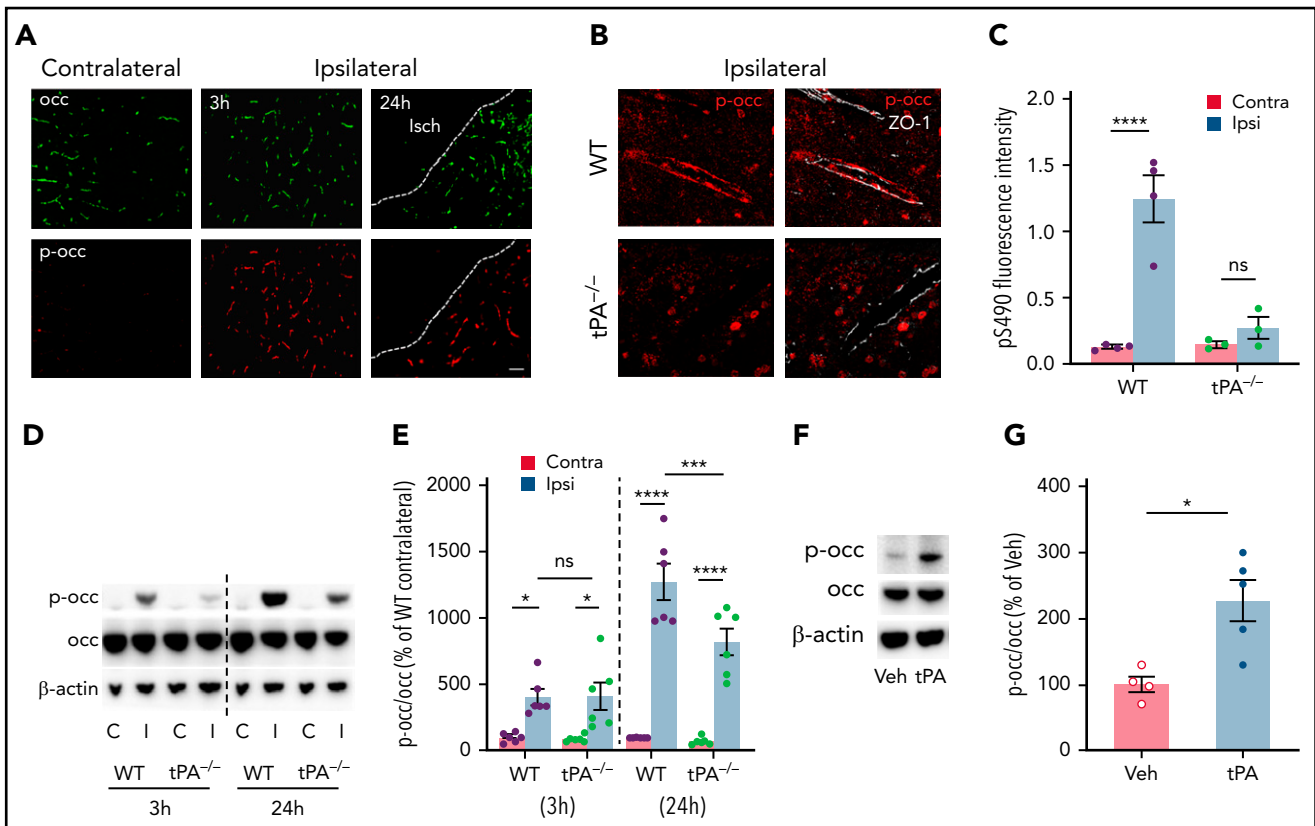 A
Contralateral
Ipsilateral
occ
3h
24h
Isch
p-occ
B
Ipsilateral
p-occ
p-occ
ZO-1
WT
tPA−/−
C
Contra
Ipsi
pS490 fluorescence intensity
2.0
1.5
1.0
0.5
0.0
****
ns
WT
tPA−/−
D
p-occ
occ
β-actin
C I C I C I C I
WT tPA−/− WT tPA−/−
3h 24h
E
Contra
Ipsi
p-occ/occ (% of WT contralateral)
2000
1500
1000
500
0
* ns * **** *** ****
WT tPA−/− WT tPA−/−
(3h) (24h)
F
p-occ
occ
β-actin
Veh tPA
G
p-occ/occ (% of Veh)
400
300
200
100
0
*
Veh tPA